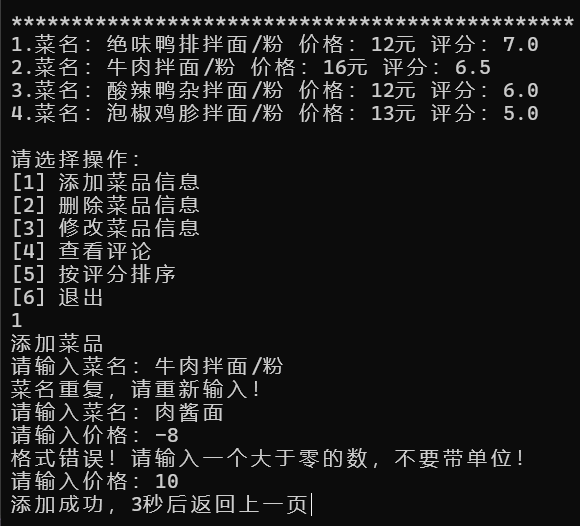 ***********************************************
1.菜名: 绝味鸭排拌面/粉 价格: 12元 评分: 7.0
2.菜名: 牛肉拌面/粉 价格: 16元 评分: 6.5
3.菜名: 酸辣鸭杂拌面/粉 价格: 12元 评分: 6.0
4.菜名: 泡椒鸡胗拌面/粉 价格: 13元 评分: 5.0
请选择操作:
[1] 添加菜品信息
[2] 删除菜品信息
[3] 修改菜品信息
[4] 查看评论
[5] 按评分排序
[6] 退出
1
添加菜品
请输入菜名: 牛肉拌面/粉
菜名重复, 请重新输入!
请输入菜名: 肉酱面
请输入价格: -8
格式错误! 请输入一个大于零的数, 不要带单位!
请输入价格: 10
添加成功, 3秒后返回上一页